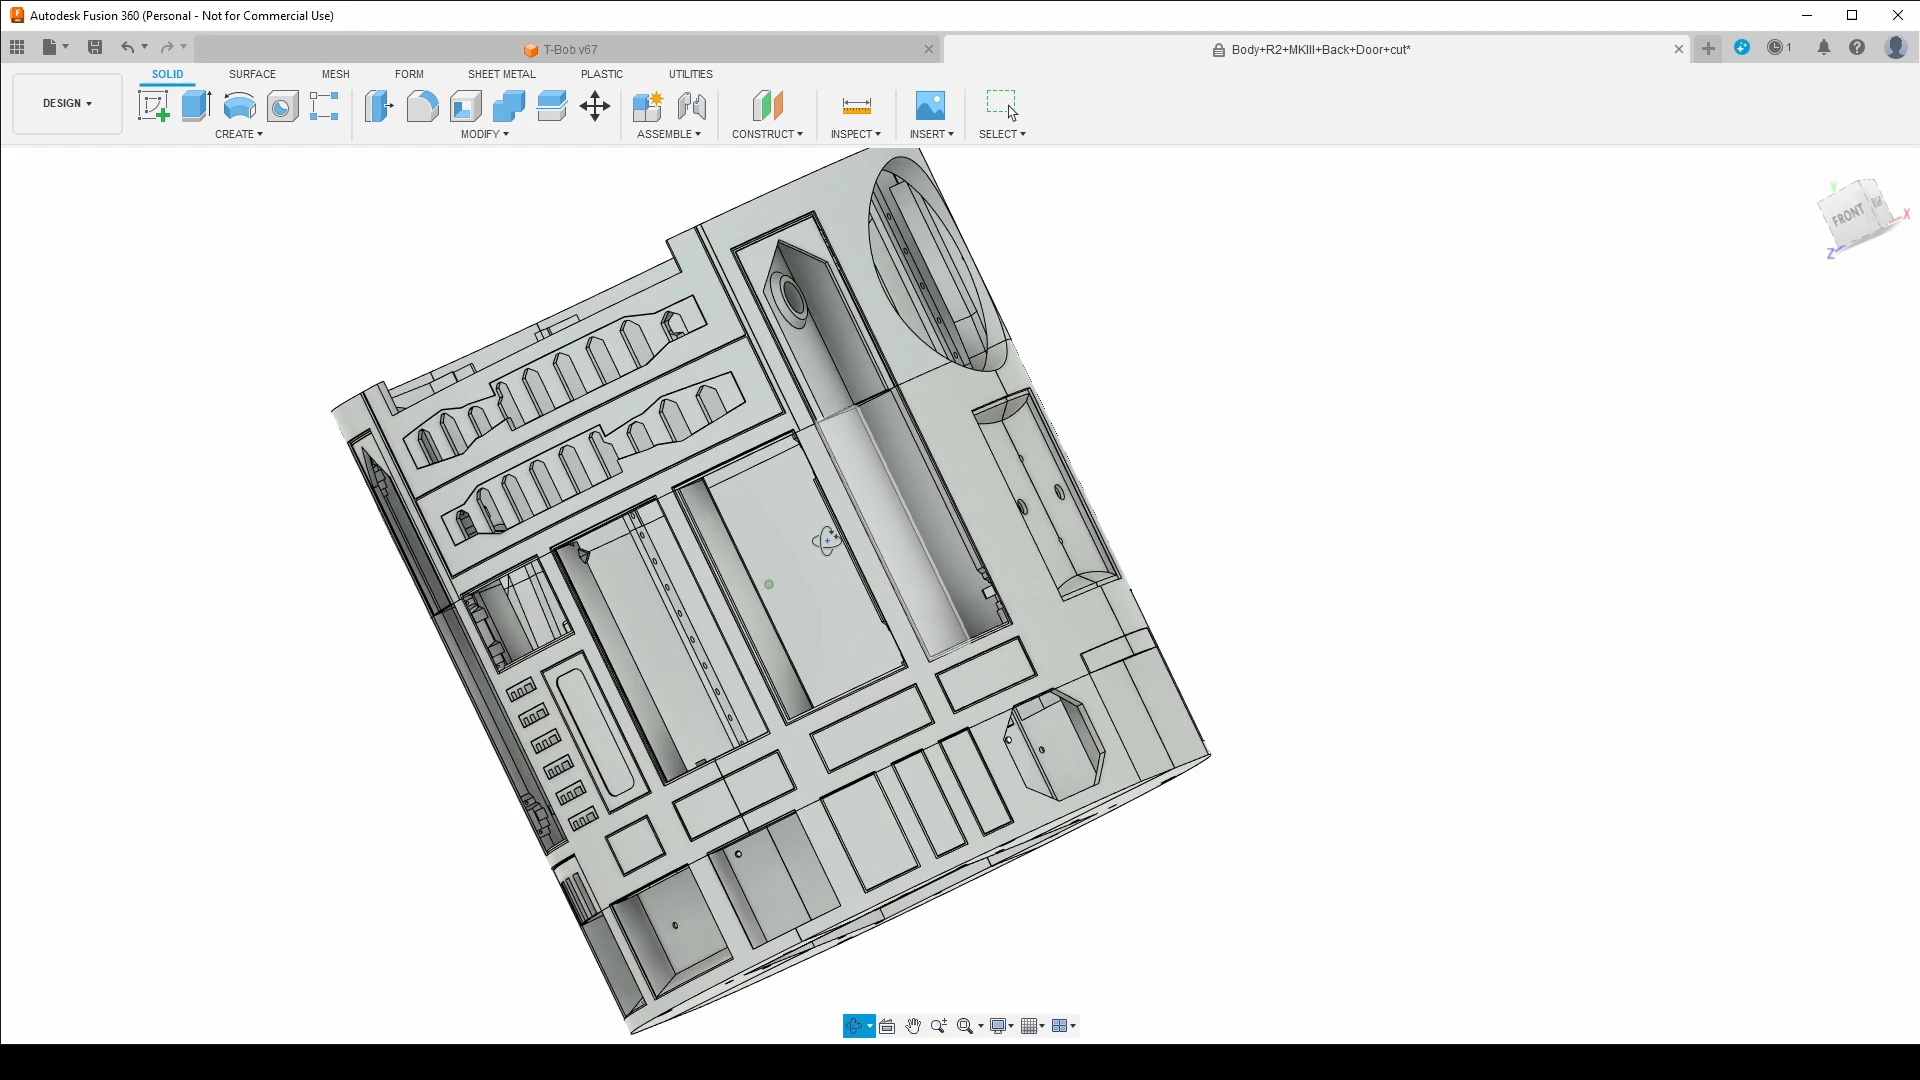 Autodesk Fusion 360 (Personal - Not for Commercial Use)
T-Bob v67
Body+R2+MKIII+Back+Door+cut*
1
DESIGN
SOLID SURFACE MESH FORM SHEET METAL PLASTIC UTILITIES
CREATE MODIFY ASSEMBLE CONSTRUCT INSPECT INSERT SELECT
Y
FRONT
X
Z